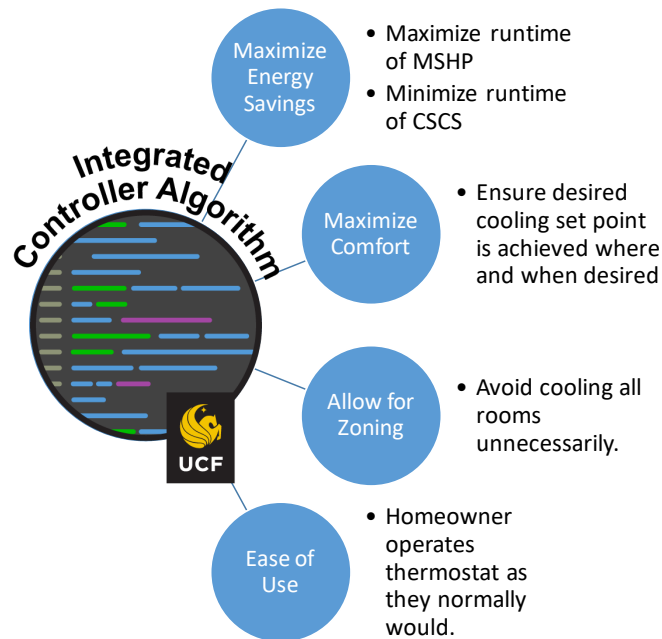 Integrated
Controller Algorithm
UCF
Maximize
Energy
Savings
• Maximize runtime
of MSHP
• Minimize runtime
of CSCS
Maximize
Comfort
• Ensure desired
cooling set point
is achieved where
and when desired
Allow for
Zoning
• Avoid cooling all
rooms
unnecessarily.
Ease of
Use
• Homeowner
operates
thermostat as
they normally
would.